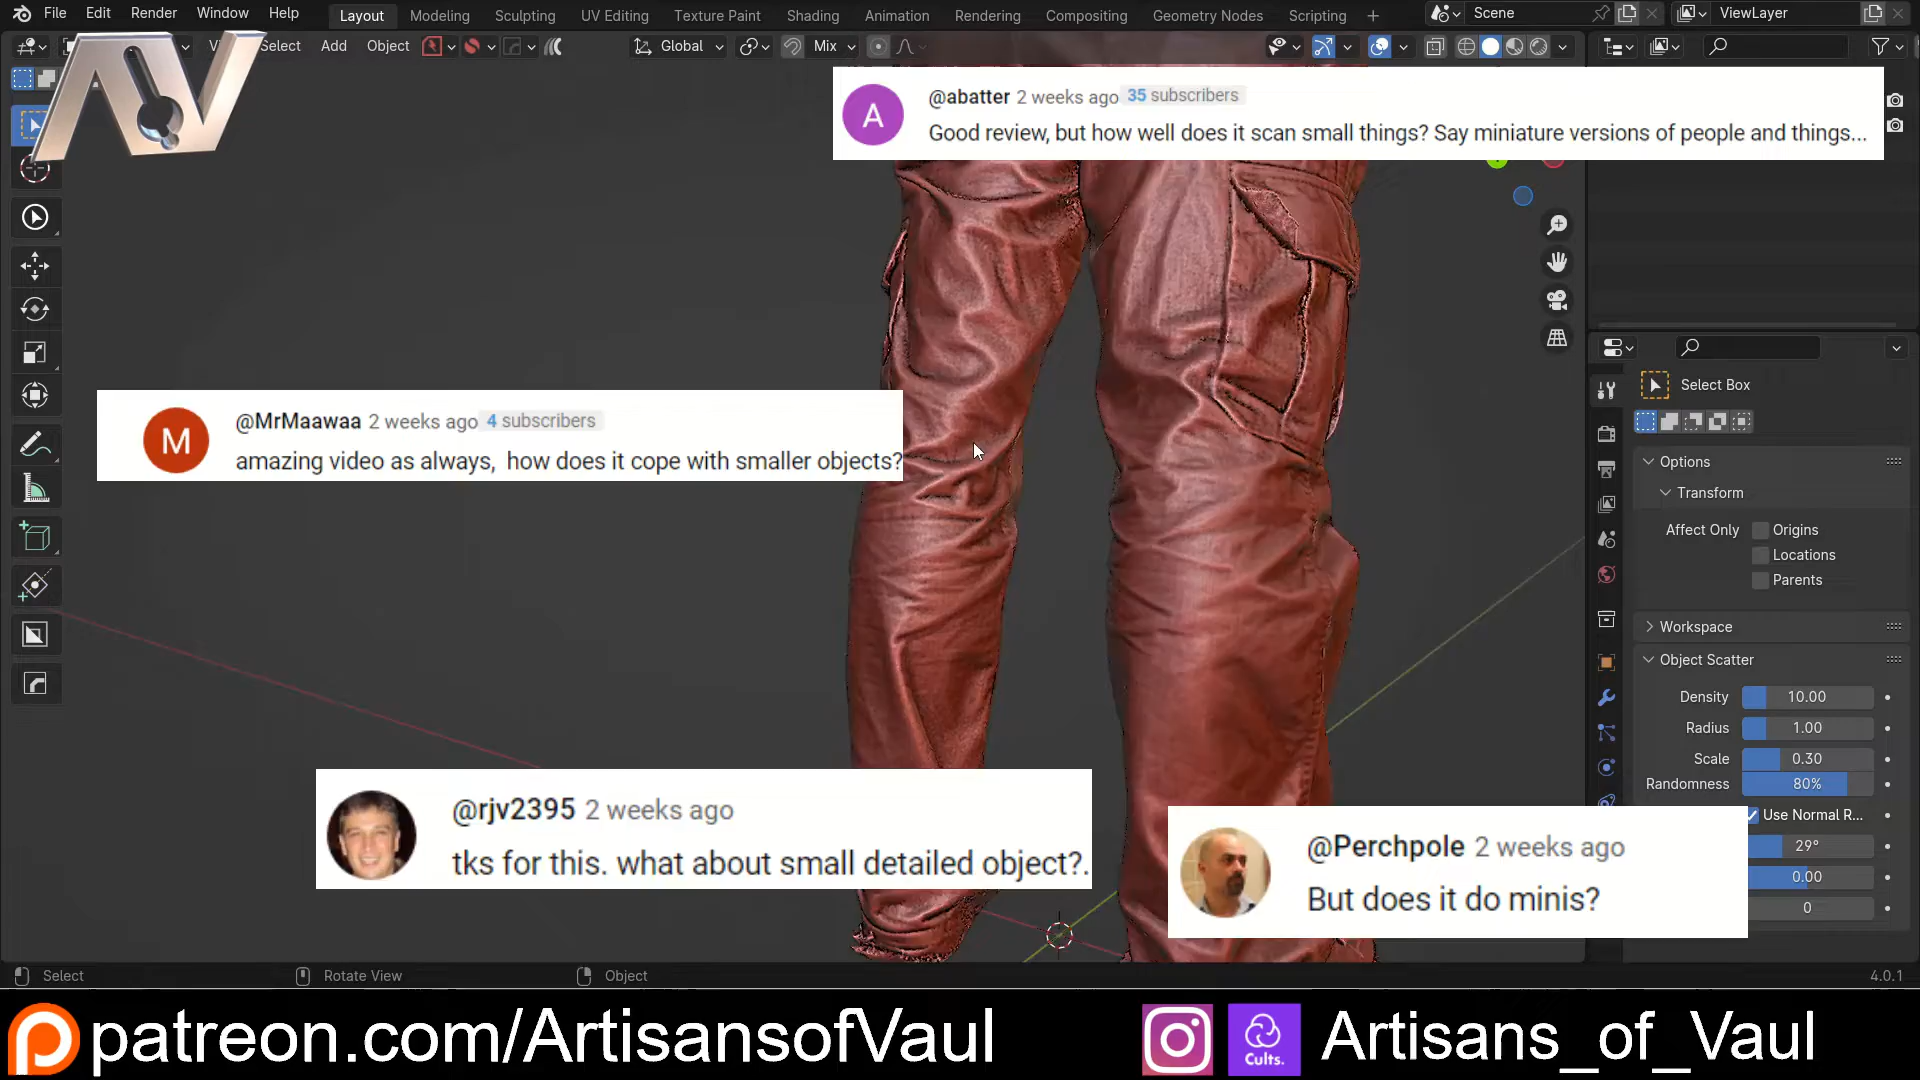 File Edit Render Window Help Layout Modeling Sculpting UV Editing Texture Paint Shading Animation Rendering Compositing Geometry Nodes Scripting + Scene ViewLayer
Select Add Object Global Mix
AV
@abatter 2 weeks ago 35 subscribers
A
Good review, but how well does it scan small things? Say miniature versions of people and things...
Select Box
@MrMaawaa 2 weeks ago 4 subscribers
M
amazing video as always, how does it cope with smaller objects?
Options
Transform
Affect Only Origins
Locations
Parents
Workspace
Object Scatter
Density 10.00
Radius 1.00
Scale 0.30
Randomness 80%
Use Normal R...
29°
0.00
0
@rjv2395 2 weeks ago
tks for this. what about small detailed object?.
@Perchpole 2 weeks ago
But does it do minis?
Select Rotate View Object 4.0.1
patreon.com/ArtisansofVaul
Cults.
Artisans_of_Vaul